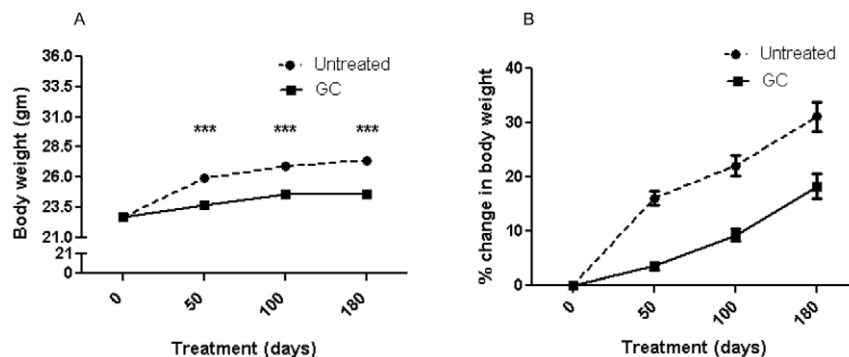 A
Body weight (gm)
36.0
33.5
31.0
28.5
26.0
23.5
21.0
21
0
Untreated
GC
*** *** ***
0 50 100 180
Treatment (days)
B
% change in body weight
40
30
20
10
0
Untreated
GC
0 50 100 180
Treatment (days)